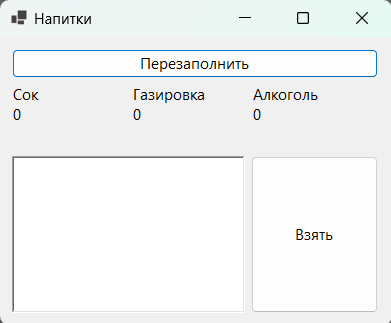 Напитки
Перезаполнить
Сок Газировка Алкоголь
0 0 0
Взять